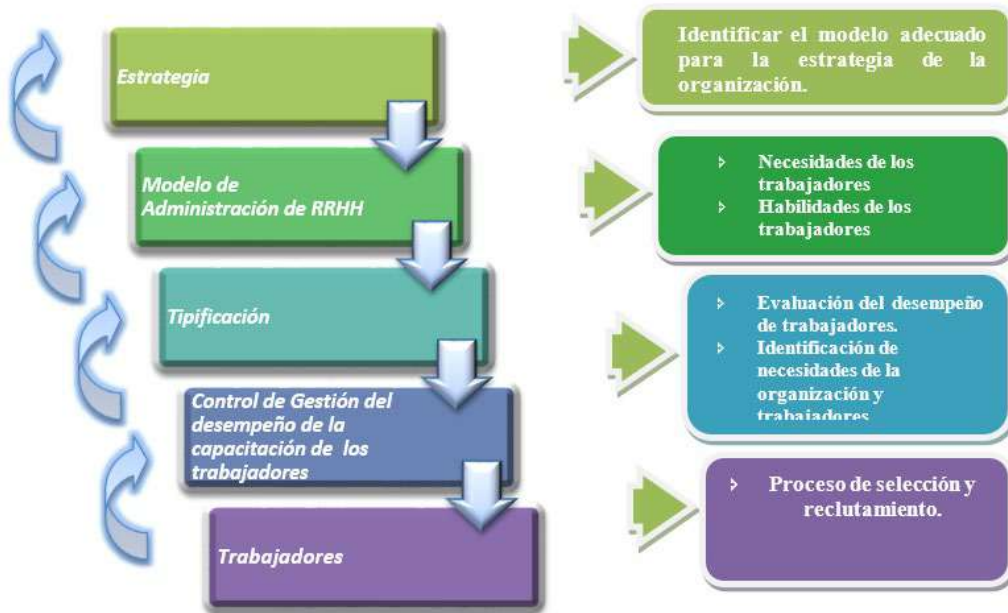 Estrategía
Identificar el modelo adecuado
para la estrategia de la
organización.
Modelo de
Administración de RRHH
Necesidades de los
trabajadores
Habilidades de los
trabajadores
Tipificación
Evaluación del desempeño
de trabajadores.
Identificación de
necesidades de la
organización y
trabajadores
Control de Gestión del
desempeño de la
capacitación de los
trabajadores
Proceso de selección y
reclutamiento.
Trabajadores